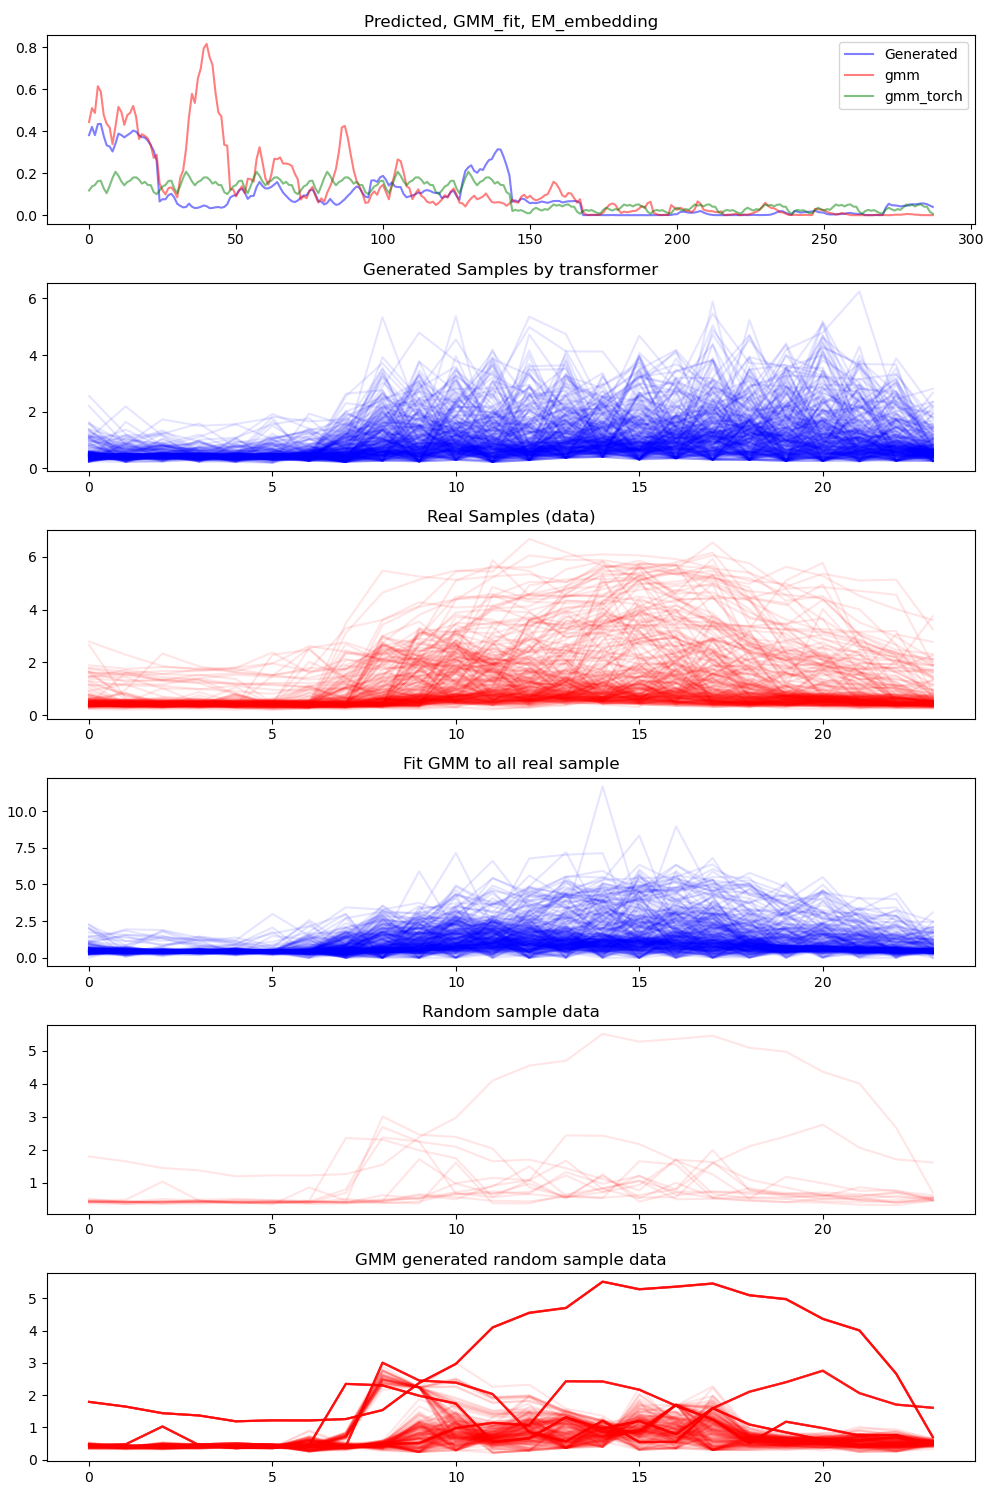 Predicted, GMM_fit, EM_embedding
0.8
0.6
0.4
0.2
0.0
Generated
gmm
gmm_torch
0 50 100 150 200 250 300
Generated Samples by transformer
6
4
2
0
0 5 10 15 20
Real Samples (data)
6
4
2
0
0 5 10 15 20
Fit GMM to all real sample
10.0
7.5
5.0
2.5
0.0
0 5 10 15 20
Random sample data
5
4
3
2
1
0 5 10 15 20
GMM generated random sample data
5
4
3
2
1
0
0 5 10 15 20